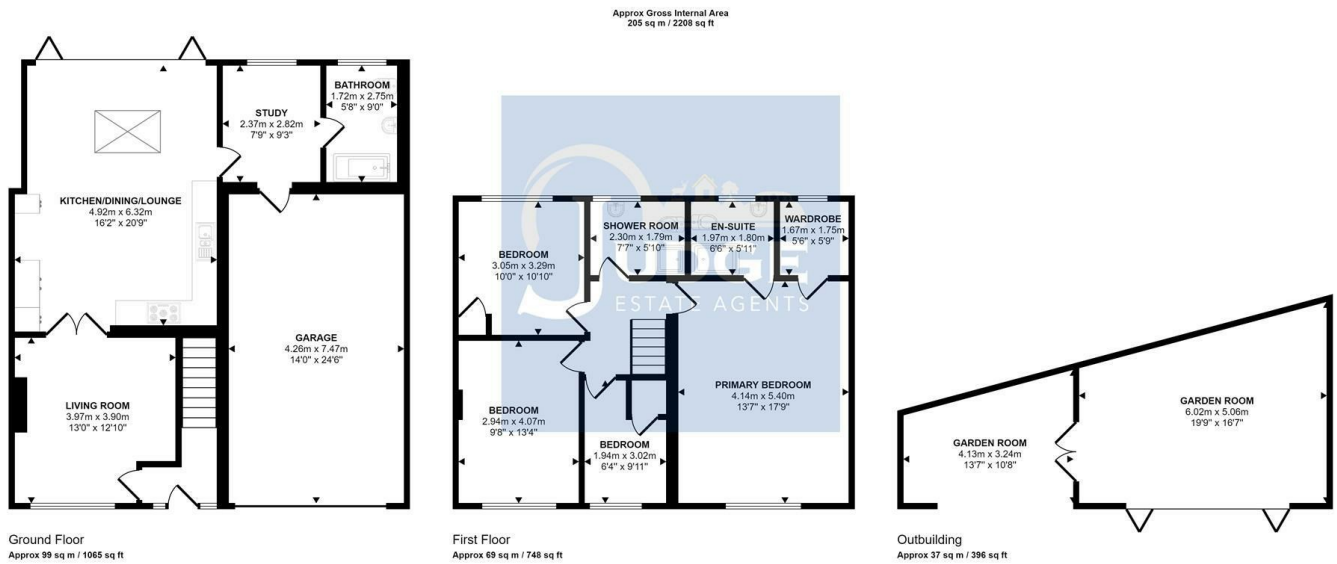 Approx Gross Internal Area
205 sq m / 2208 sq ft
BATHROOM
1.72m x 2.75m
5'8" x 9'0"
STUDY
2.37m x 2.82m
7'9" x 9'3"
KITCHEN/DINING/LOUNGE
4.92m x 6.32m
16'2" x 20'9"
GARAGE
4.26m x 7.47m
14'0" x 24'6"
LIVING ROOM
3.97m x 3.90m
13'0" x 12'10"
Ground Floor
Approx 99 sq m / 1065 sq ft
SHOWER ROOM
2.30m x 1.79m
7'7" x 5'10"
EN-SUITE
1.97m x 1.80m
6'6" x 5'11"
WARDROBE
1.67m x 1.75m
5'6" x 5'9"
BEDROOM
3.05m x 3.29m
10'0" x 10'10"
JUDGE
ESTATE AGENTS
PRIMARY BEDROOM
4.14m x 5.40m
13'7" x 17'9"
BEDROOM
2.94m x 4.07m
9'8" x 13'4"
BEDROOM
1.94m x 3.02m
6'4" x 9'11"
First Floor
Approx 69 sq m / 748 sq ft
GARDEN ROOM
6.02m x 5.06m
19'9" x 16'7"
GARDEN ROOM
4.13m x 3.24m
13'7" x 10'8"
Outbuilding
Approx 37 sq m / 396 sq ft